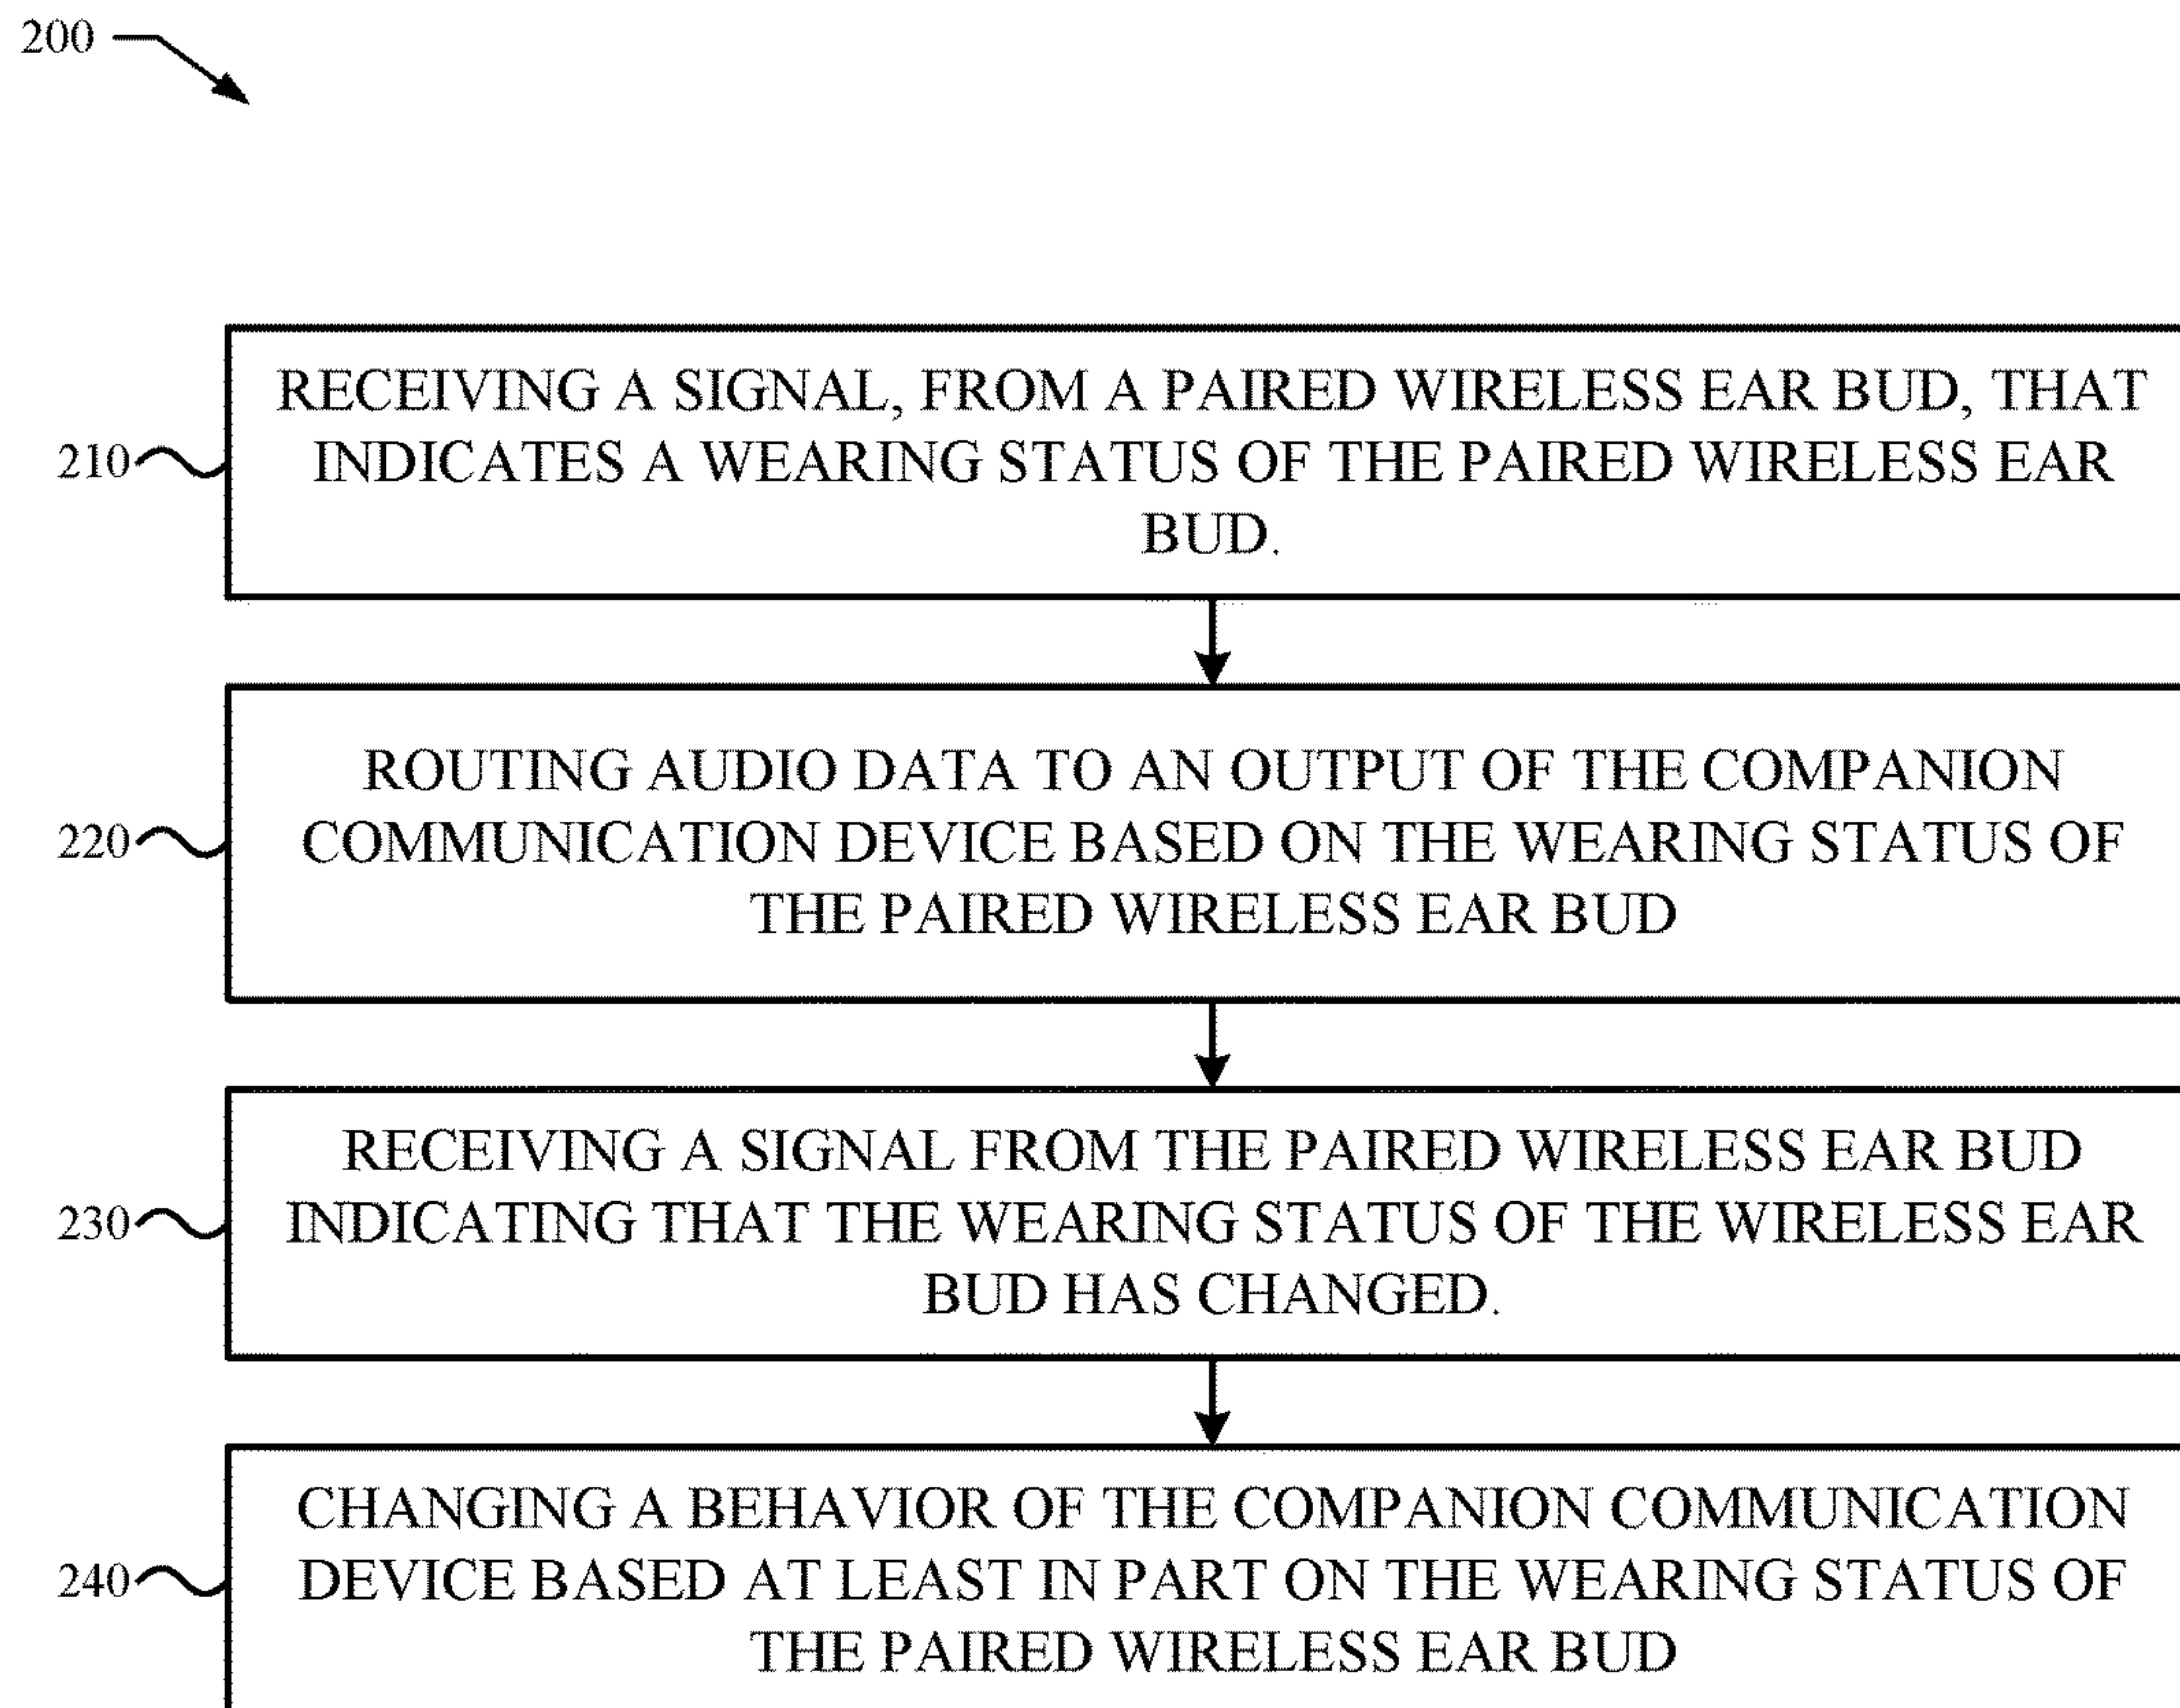 200
RECEIVING A SIGNAL, FROM A PAIRED WIRELESS EAR BUD, THAT
210
INDICATES A WEARING STATUS OF THE PAIRED WIRELESS EAR
BUD.
ROUTING AUDIO DATA TO AN OUTPUT OF THE COMPANION
220
COMMUNICATION DEVICE BASED ON THE WEARING STATUS OF
THE PAIRED WIRELESS EAR BUD
RECEIVING A SIGNAL FROM THE PAIRED WIRELESS EAR BUD
230
INDICATING THAT THE WEARING STATUS OF THE WIRELESS EAR
BUD HAS CHANGED.
CHANGING A BEHAVIOR OF THE COMPANION COMMUNICATION
240
DEVICE BASED AT LEAST IN PART ON THE WEARING STATUS OF
THE PAIRED WIRELESS EAR BUD